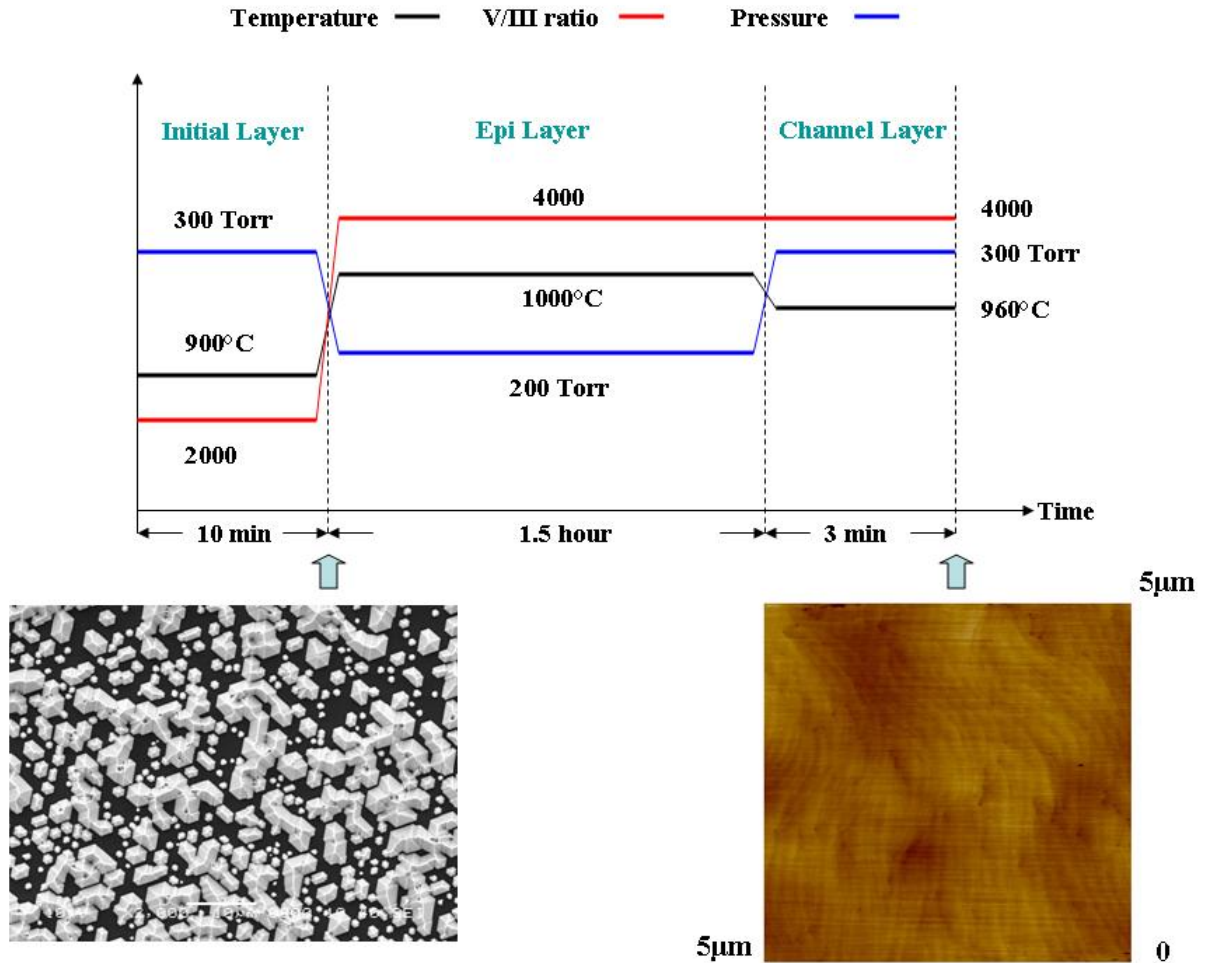 Temperature V/III ratio Pressure
Initial Layer Epi Layer Channel Layer
4000
4000
300 Torr
300 Torr
1000°C
960°C
900°C
200 Torr
2000
Time
10 min 1.5 hour 3 min
5μm
5μm 0